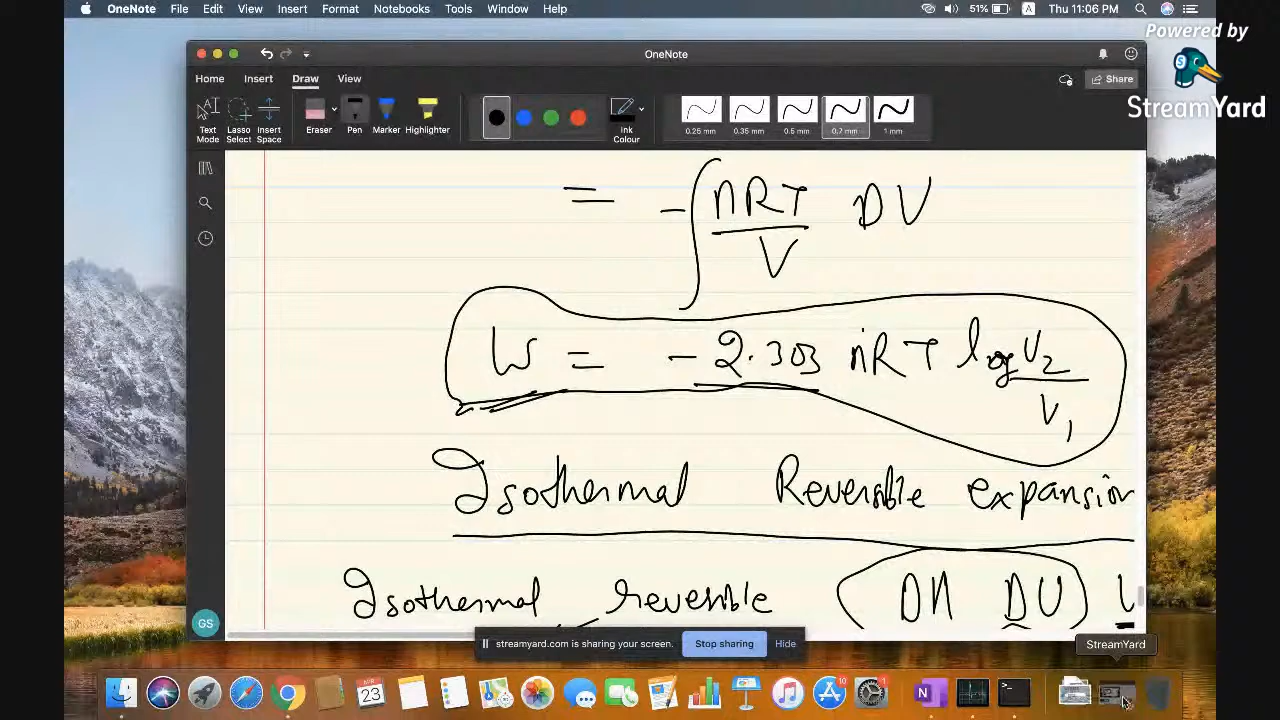 OneNote File Edit View Insert Format Notebooks Tools Window Help 51% A Thu 11:06 PM
Powered by
StreamYard
OneNote
Home Insert Draw View Share
Text Mode Lasso Select Insert Space Eraser Pen Marker Highlighter Ink Colour 0.25 mm 0.35 mm 0.5 mm 0.7 mm 1 mm
= -∫ nRT/V DV
W = -2.303 nRT log V2/V1
Isothermal Reversible expansion
Isothermal reversible (DH DU)
GS
streamyard.com is sharing your screen. Stop sharing Hide
StreamYard
23